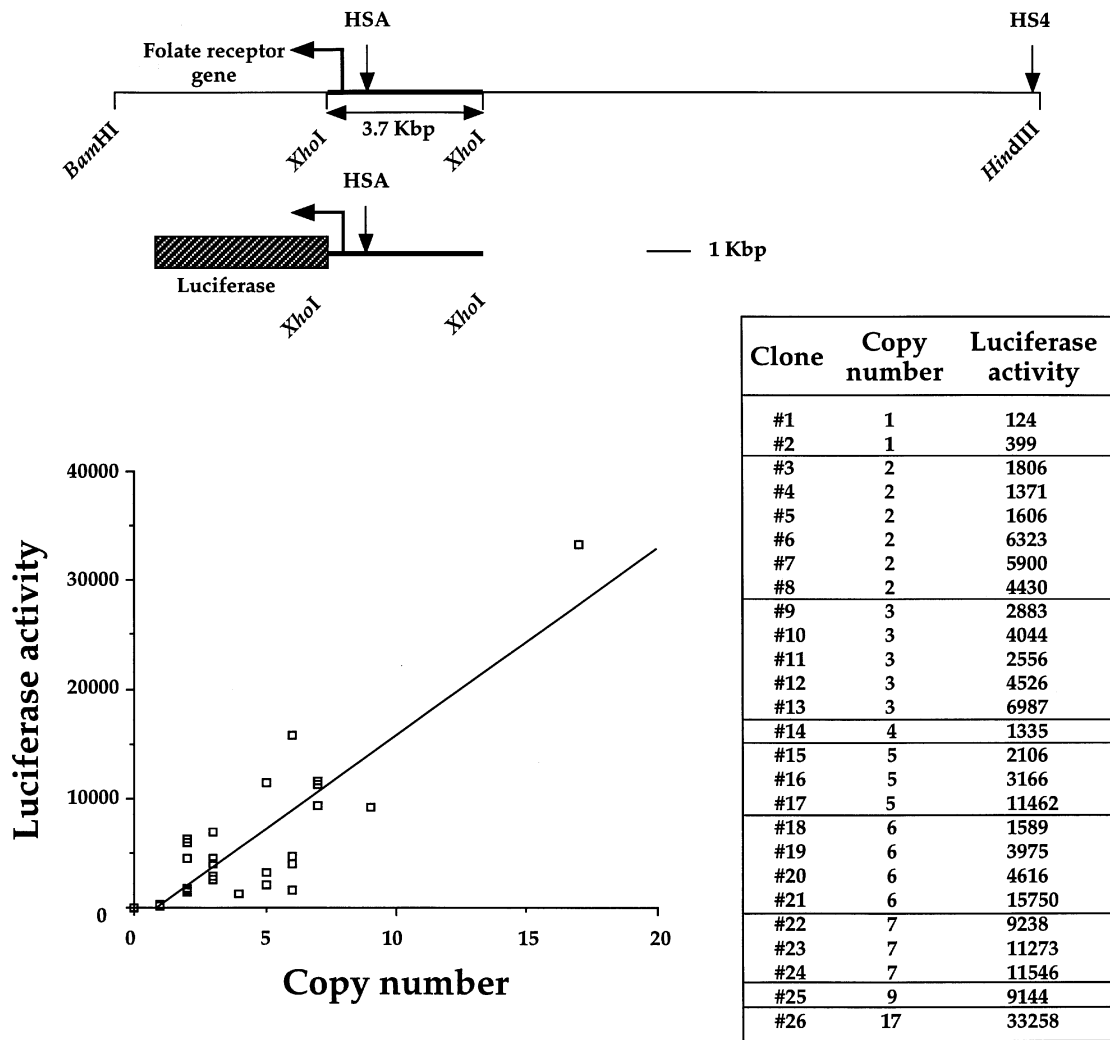 HSA
HS4
Folate receptor
gene
3.7 Kbp
BamHI
XhoI
XhoI
HindIII
HSA
1 Kbp
Luciferase
XhoI
XhoI
Clone Copy number Luciferase activity
#1 1 124
#2 1 399
#3 2 1806
#4 2 1371
#5 2 1606
#6 2 6323
#7 2 5900
#8 2 4430
#9 3 2883
#10 3 4044
#11 3 2556
#12 3 4526
#13 3 6987
#14 4 1335
#15 5 2106
#16 5 3166
#17 5 11462
#18 6 1589
#19 6 3975
#20 6 4616
#21 6 15750
#22 7 9238
#23 7 11273
#24 7 11546
#25 9 9144
#26 17 33258
Luciferase activity
40000
30000
20000
10000
0
0 5 10 15 20
Copy number